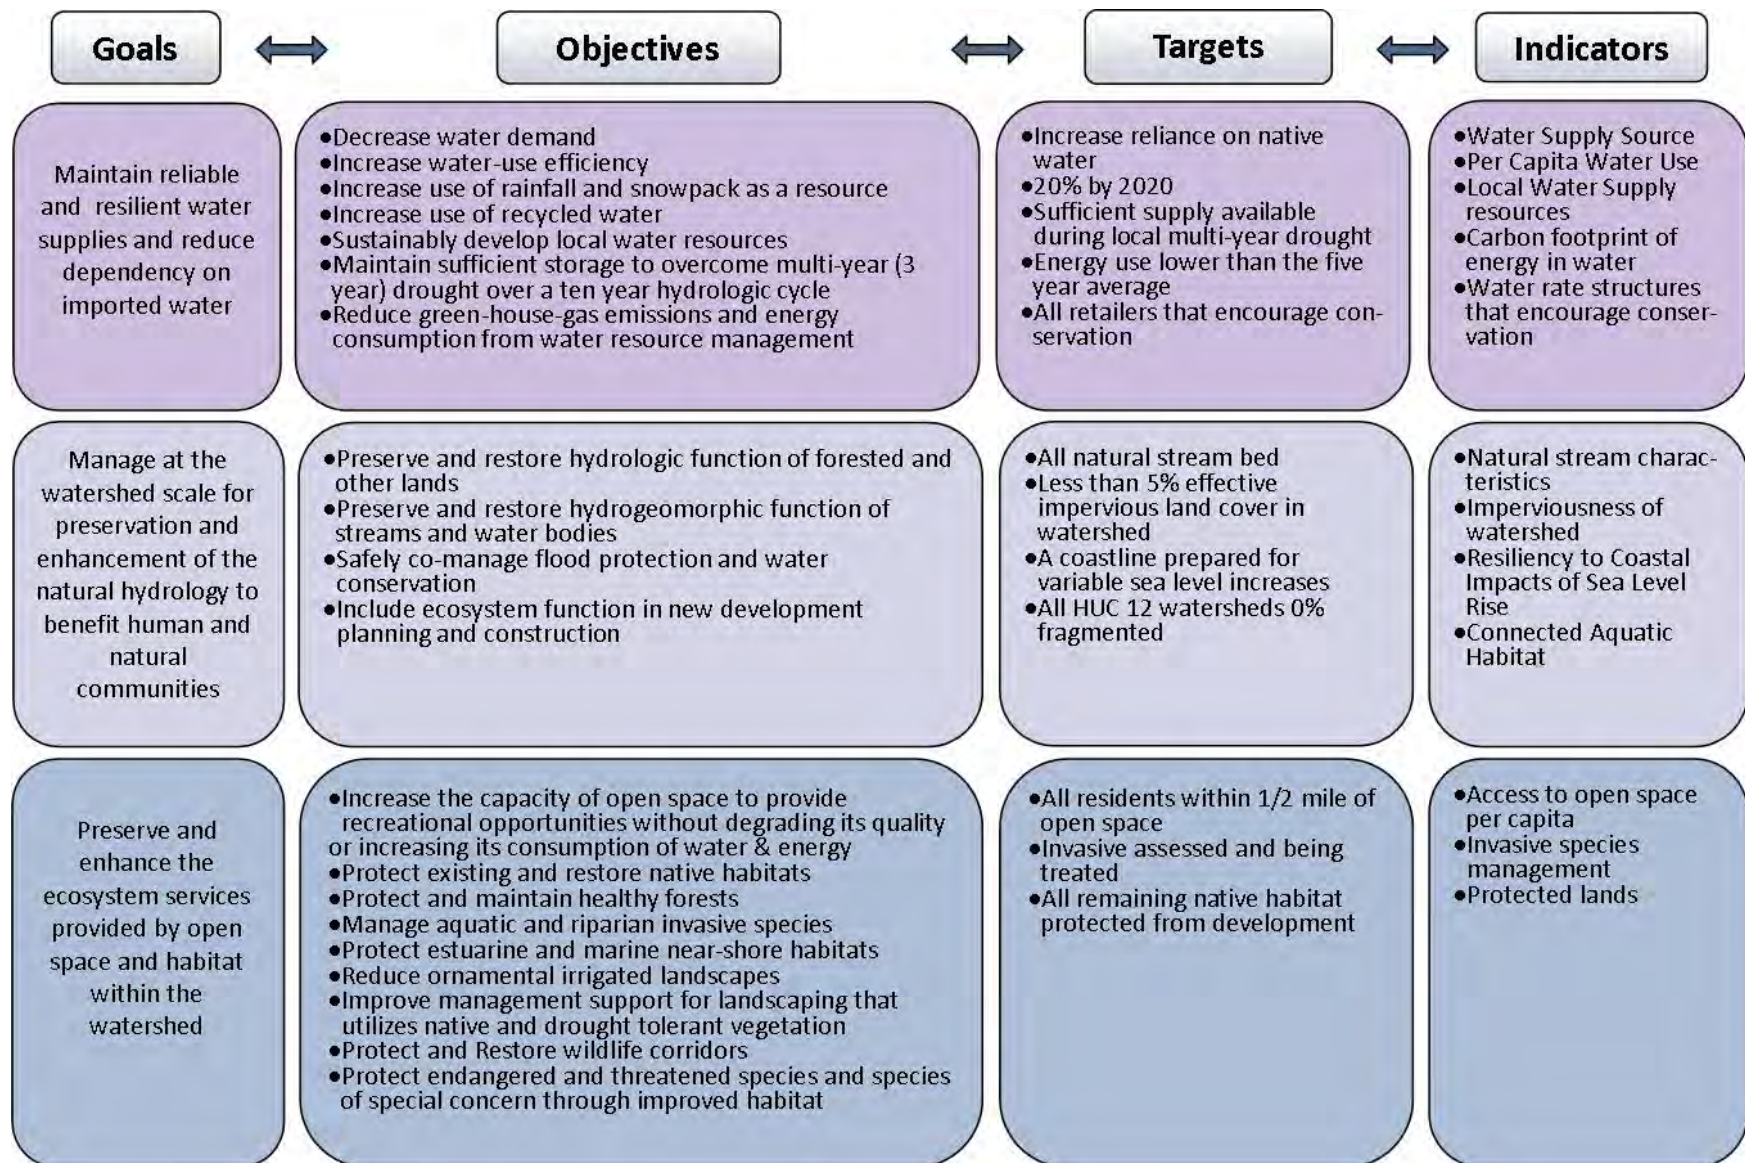 Goals
Objectives
Targets
Indicators
Maintain reliable
and resilient water
supplies and reduce
dependency on
imported water
●Decrease water demand
●Increase water-use efficiency
●Increase use of rainfall and snowpack as a resource
●Increase use of recycled water
●Sustainably develop local water resources
●Maintain sufficient storage to overcome multi-year (3
year) drought over a ten year hydrologic cycle
●Reduce green-house-gas emissions and energy
consumption from water resource management
●Increase reliance on native
water
●20% by 2020
●Sufficient supply available
during local multi-year drought
●Energy use lower than the five
year average
●All retailers that encourage con-
servation
●Water Supply Source
●Per Capita Water Use
●Local Water Supply
resources
●Carbon footprint of
energy in water
●Water rate structures
that encourage conser-
vation
Manage at the
watershed scale for
preservation and
enhancement of the
natural hydrology to
benefit human and
natural
communities
●Preserve and restore hydrologic function of forested and
other lands
●Preserve and restore hydrogeomorphic function of
streams and water bodies
●Safely co-manage flood protection and water
conservation
●Include ecosystem function in new development
planning and construction
●All natural stream bed
●Less than 5% effective
impervious land cover in
watershed
●A coastline prepared for
variable sea level increases
●All HUC 12 watersheds 0%
fragmented
●Natural stream charac-
teristics
●Imperviousness of
watershed
●Resiliency to Coastal
Impacts of Sea Level
Rise
●Connected Aquatic
Habitat
Preserve and
enhance the
ecosystem services
provided by open
space and habitat
within the
watershed
●Increase the capacity of open space to provide
recreational opportunities without degrading its quality
or increasing its consumption of water & energy
●Protect existing and restore native habitats
●Protect and maintain healthy forests
●Manage aquatic and riparian invasive species
●Protect estuarine and marine near-shore habitats
●Reduce ornamental irrigated landscapes
●Improve management support for landscaping that
utilizes native and drought tolerant vegetation
●Protect and Restore wildlife corridors
●Protect endangered and threatened species and species
of special concern through improved habitat
●All residents within 1/2 mile of
open space
●Invasive assessed and being
treated
●All remaining native habitat
protected from development
●Access to open space
per capita
●Invasive species
management
●Protected lands